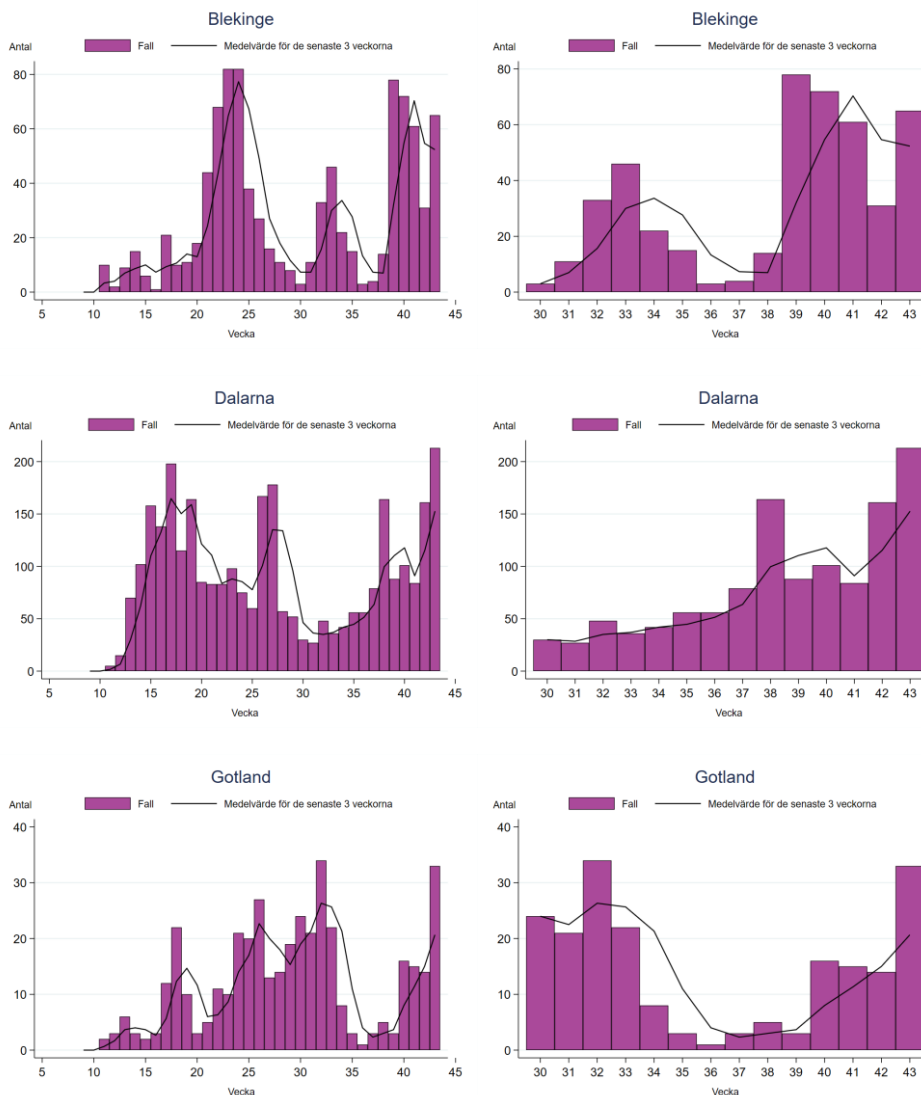 Blekinge
Antal
Fall Medelvärde för de senaste 3 veckorna
80
60
40
20
0
5 10 15 20 25 30 35 40 45
Vecka
Blekinge
Antal
Fall Medelvärde för de senaste 3 veckorna
80
60
40
20
0
30 31 32 33 34 35 36 37 38 39 40 41 42 43
Vecka
Dalarna
Antal
Fall Medelvärde för de senaste 3 veckorna
200
150
100
50
0
5 10 15 20 25 30 35 40 45
Vecka
Dalarna
Antal
Fall Medelvärde för de senaste 3 veckorna
200
150
100
50
0
30 31 32 33 34 35 36 37 38 39 40 41 42 43
Vecka
Gotland
Antal
Fall Medelvärde för de senaste 3 veckorna
40
30
20
10
0
5 10 15 20 25 30 35 40 45
Vecka
Gotland
Antal
Fall Medelvärde för de senaste 3 veckorna
40
30
20
10
0
30 31 32 33 34 35 36 37 38 39 40 41 42 43
Vecka